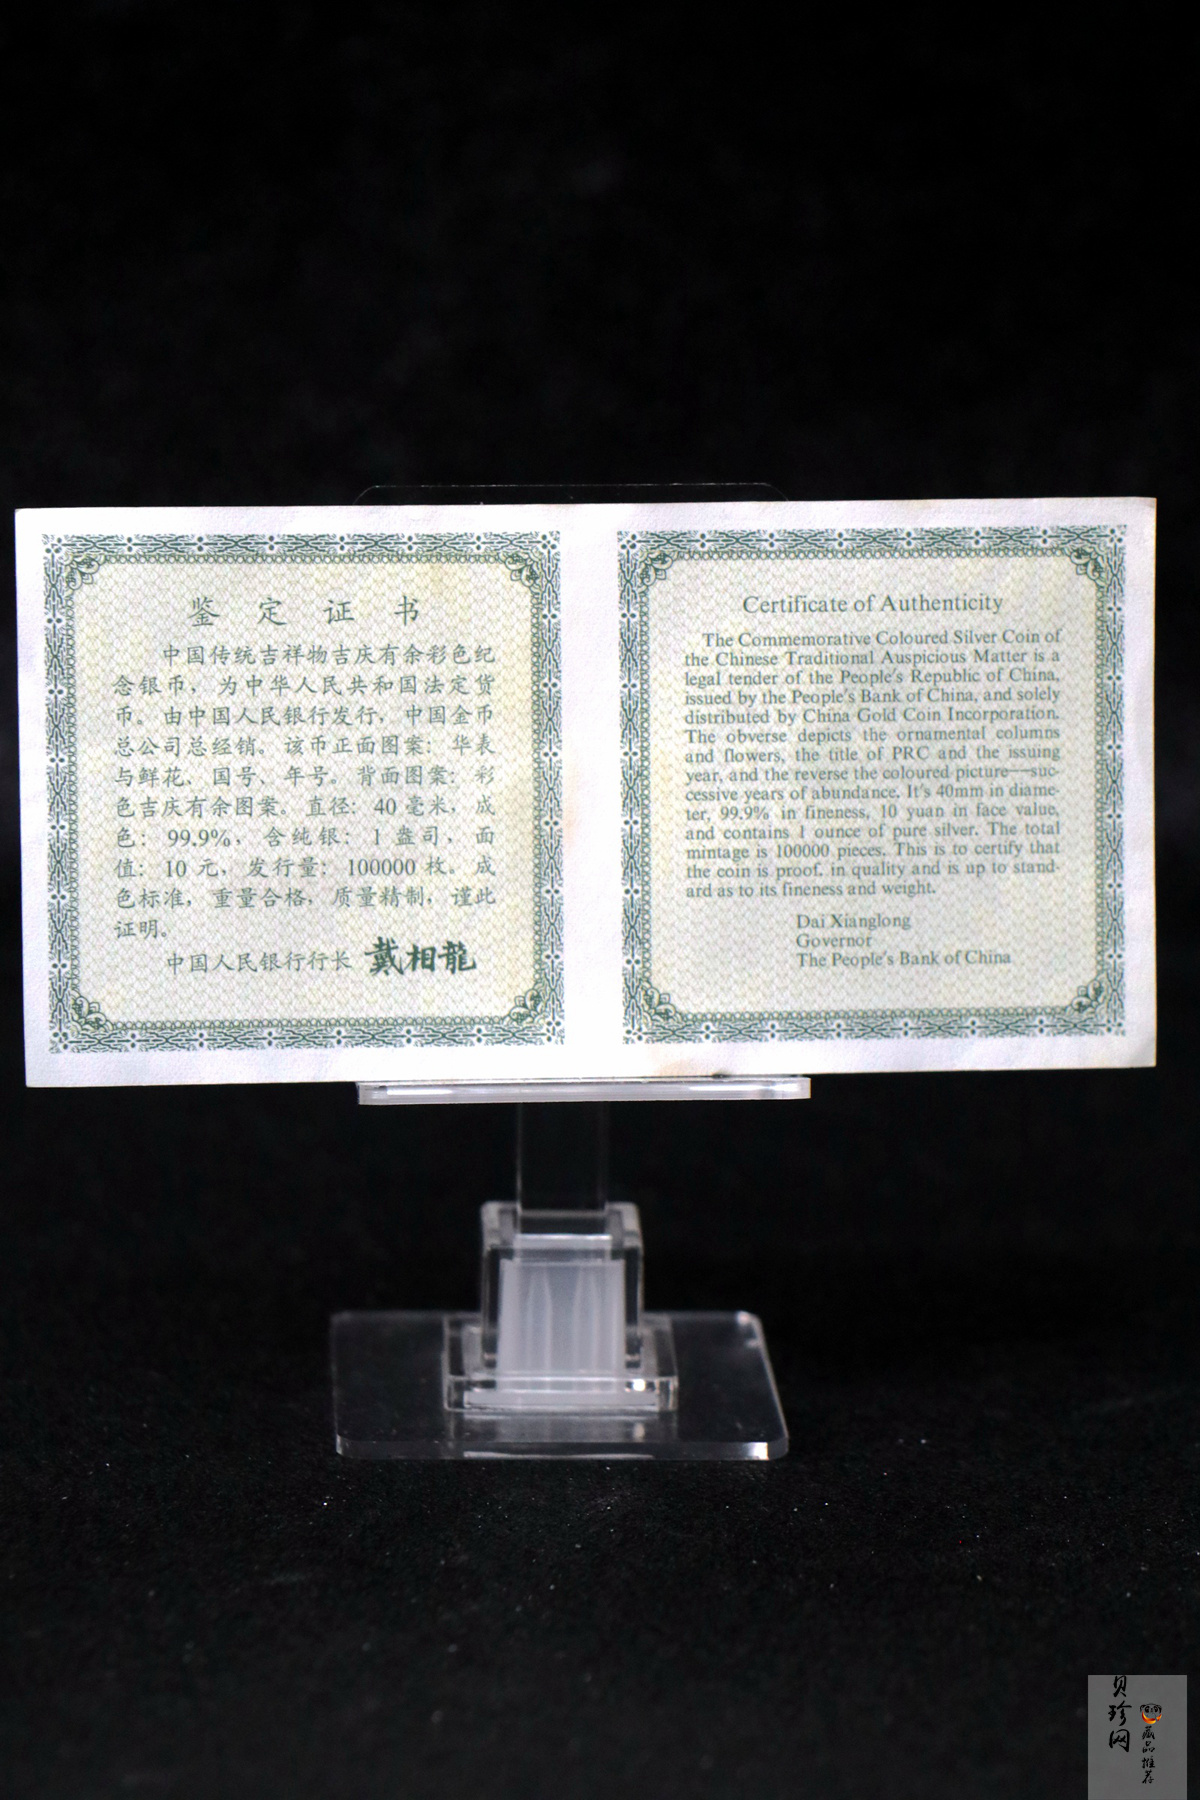 鉴定证书
中国传统吉祥物吉庆有余彩色纪
念银币，为中华人民共和国法定货
币。由中国人民银行发行，中国金币
总公司总经销。该币正面图案：华表
与鲜花、国号、年号。背面图案：彩
色吉庆有余图案。直径：40毫米，成
色：99.9%，含纯银：1盎司，面
值：10元，发行量：100000枚。成
色标准，重量合格，质量精制，谨此
证明。
中国人民银行行长 戴相龍
Certificate of Authenticity
The Commemorative Coloured Silver Coin of
the Chinese Traditional Auspicious Matter is a
legal tender of the People's Republic of China,
issued by the People's Bank of China, and solely
distributed by China Gold Coin Incorporation.
The obverse depicts the ornamental columns
and flowers, the title of PRC and the issuing
year, and the reverse the coloured picture—suc-
cessive years of abundance. It's 40mm in diame-
ter, 99.9% in fineness, 10 yuan in face value,
and contains 1 ounce of pure silver. The total
mintage is 100000 pieces. This is to certify that
the coin is proof. in quality and is up to stand-
ard as to its fineness and weight.
Dai Xianglong
Governor
The People's Bank of China
贝珍网
藏品推荐